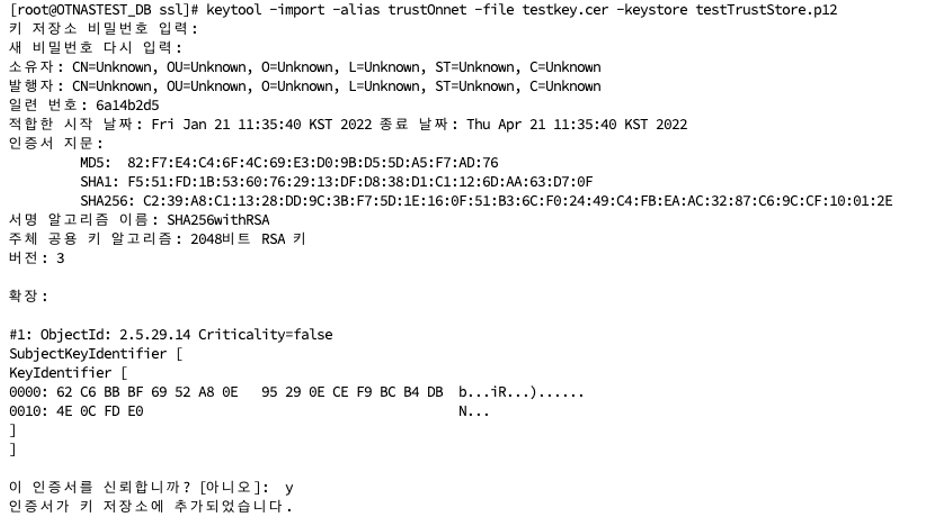 [root@OTNASTEST_DB ssl]# keytool -import -alias trustOnnet -file testkey.cer -keystore testTrustStore.p12
키 저장소 비밀번호 입력:
새 비밀번호 다시 입력:
소유자: CN=Unknown, OU=Unknown, O=Unknown, L=Unknown, ST=Unknown, C=Unknown
발행자: CN=Unknown, OU=Unknown, O=Unknown, L=Unknown, ST=Unknown, C=Unknown
일련 번호: 6a14b2d5
적합한 시작 날짜: Fri Jan 21 11:35:40 KST 2022 종료 날짜: Thu Apr 21 11:35:40 KST 2022
인증서 지문:
MD5: 82:F7:E4:C4:6F:4C:69:E3:D0:9B:D5:5D:A5:F7:AD:76
SHA1: F5:51:FD:1B:53:60:76:29:13:DF:D8:38:D1:C1:12:6D:AA:63:D7:0F
SHA256: C2:39:A8:C1:13:28:DD:9C:3B:F7:5D:1E:16:0F:51:B3:6C:F0:24:49:C4:FB:EA:AC:32:87:C6:9C:CF:10:01:2E
서명 알고리즘 이름: SHA256withRSA
주체 공용 키 알고리즘: 2048비트 RSA 키
버전: 3
확장:
#1: ObjectId: 2.5.29.14 Criticality=false
SubjectKeyIdentifier [
KeyIdentifier [
0000: 62 C6 BB BF 69 52 A8 0E 95 29 0E CE F9 BC B4 DB b...iR...)......
0010: 4E 0C FD E0 N...
]
]
이 인증서를 신뢰합니까? [아니오]: y
인증서가 키 저장소에 추가되었습니다.